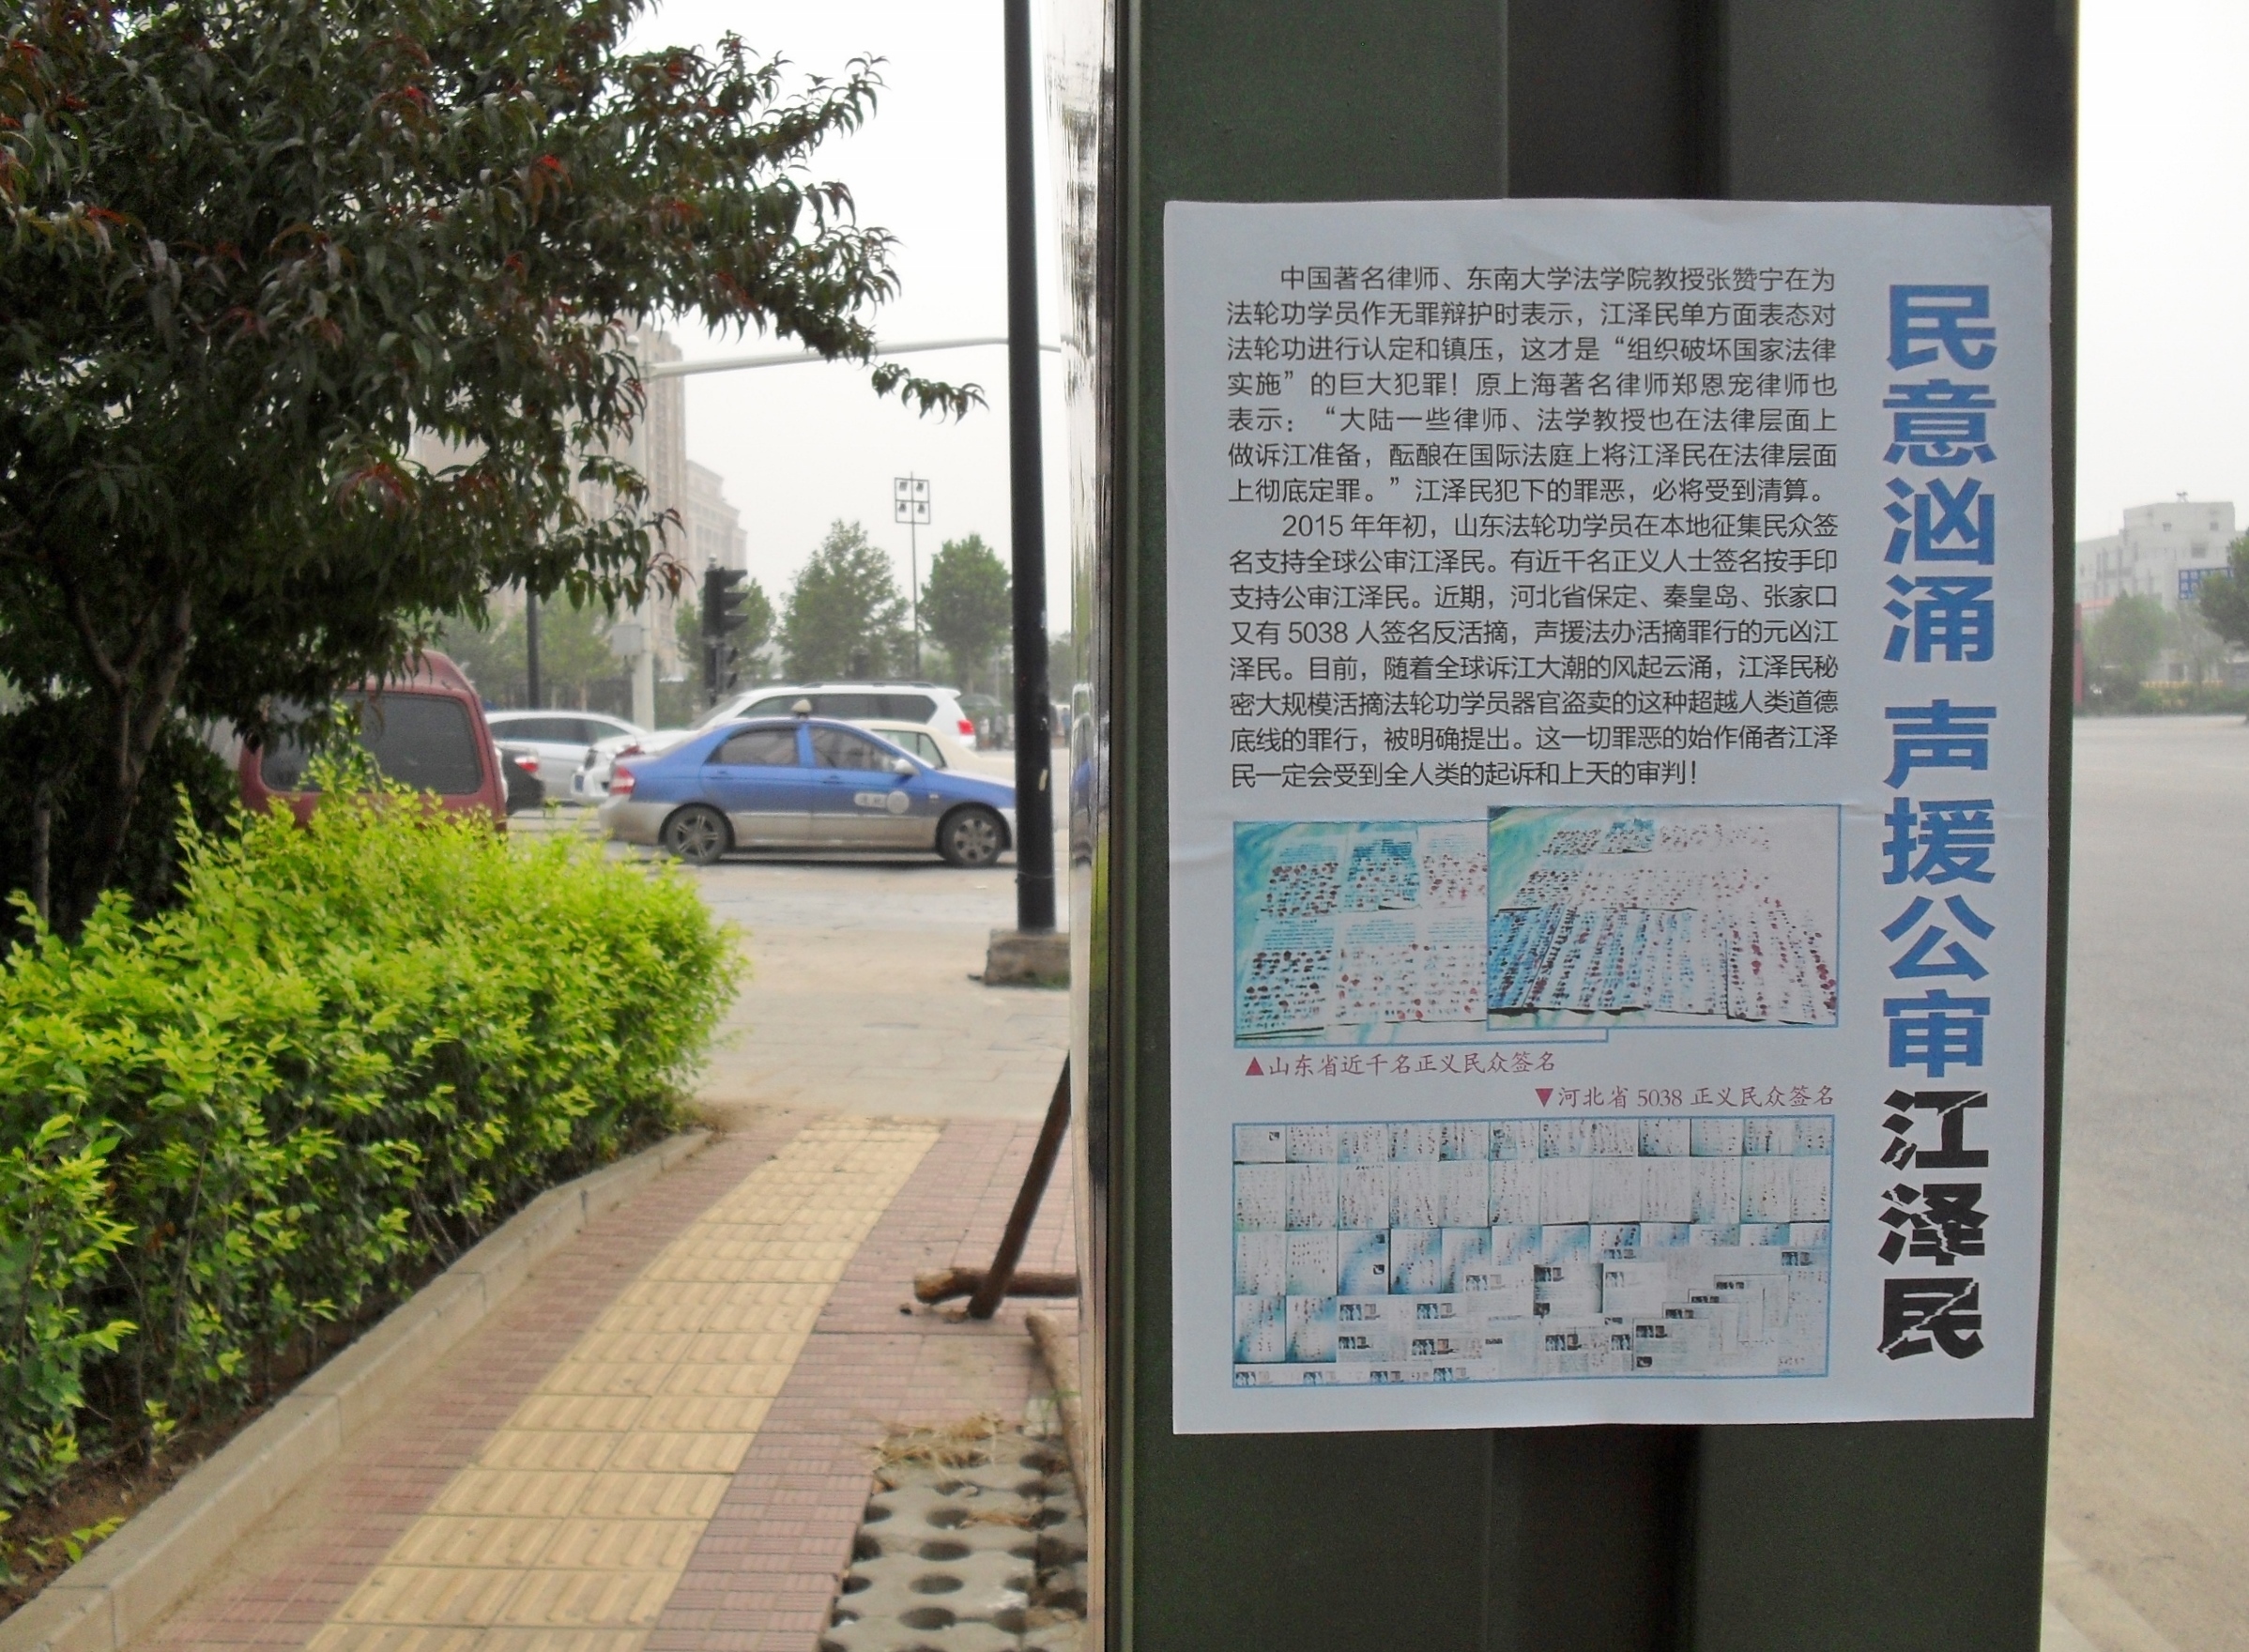 民意汹涌 声援公审江泽民
中国著名律师、东南大学法学院教授张赞宁在为
法轮功学员作无罪辩护时表示，江泽民单方面表态对
法轮功进行认定和镇压，这才是“组织破坏国家法律
实施”的巨大犯罪！原上海著名律师郑恩宠律师也
表示：“大陆一些律师、法学教授也在法律层面上
做诉江准备，酝酿在国际法庭上将江泽民在法律层面
上彻底定罪。”江泽民犯下的罪恶，必将受到清算。
2015 年年初，山东法轮功学员在本地征集民众签
名支持全球公审江泽民。有近千名正义人士签名按手印
支持公审江泽民。近期，河北省保定、秦皇岛、张家口
又有 5038 人签名反活摘，声援法办活摘罪行的元凶江
泽民。目前，随着全球诉江大潮的风起云涌，江泽民秘
密大规模活摘法轮功学员器官盗卖的这种超越人类道德
底线的罪行，被明确提出。这一切罪恶的始作俑者江泽
民一定会受到全人类的起诉和上天的审判！
▲山东省近千名正义民众签名
▼河北省 5038 正义民众签名